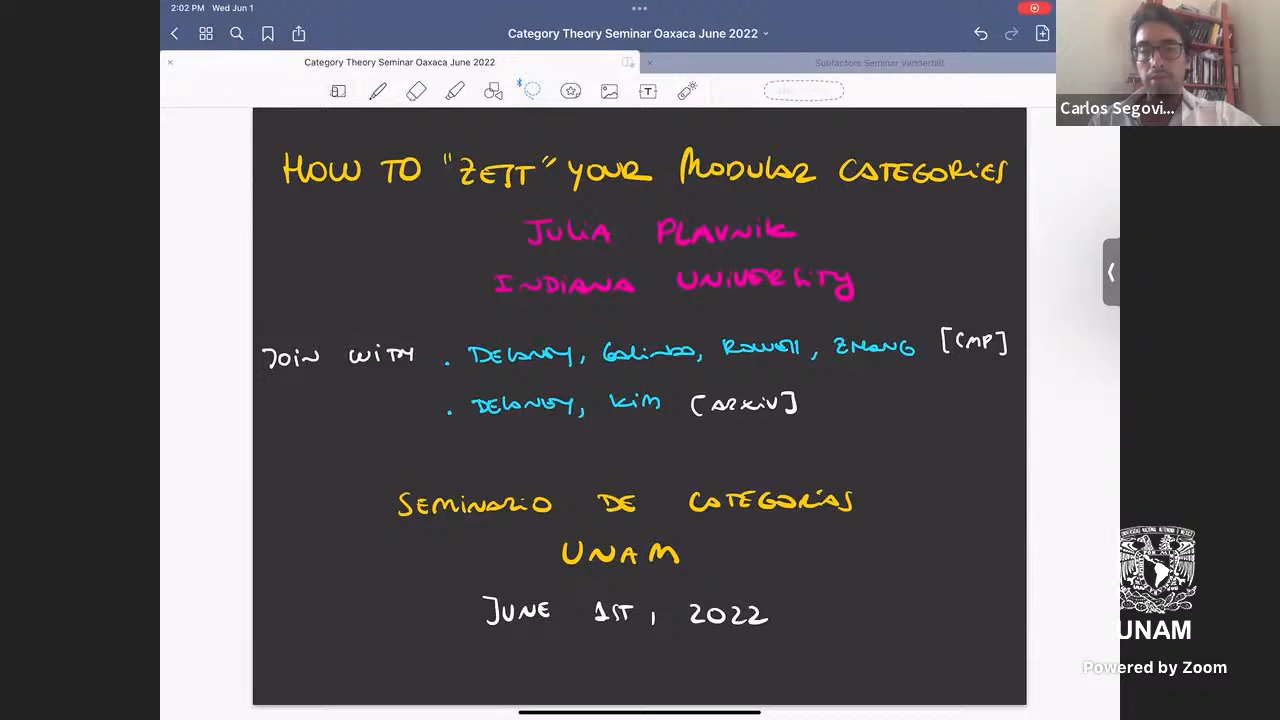 2:02 PM Wed Jun 1
Category Theory Seminar Oaxaca June 2022
Category Theory Seminar Oaxaca June 2022
Subfactors Seminar Vanderbilt
Carlos Segovi...
HOW TO "ZEST" YOUR MODULAR CATEGORIES
JULIA PLAVNIK
INDIANA UNIVERSITY
JOIN WITH . DELANEY, GALINDO, ROWELL, ZHANG [CMP]
. DELANEY, KIM [ARXIV]
SEMINARIO DE CATEGORÍAS
UNAM
JUNE 1ST, 2022
UNAM
Powered by Zoom